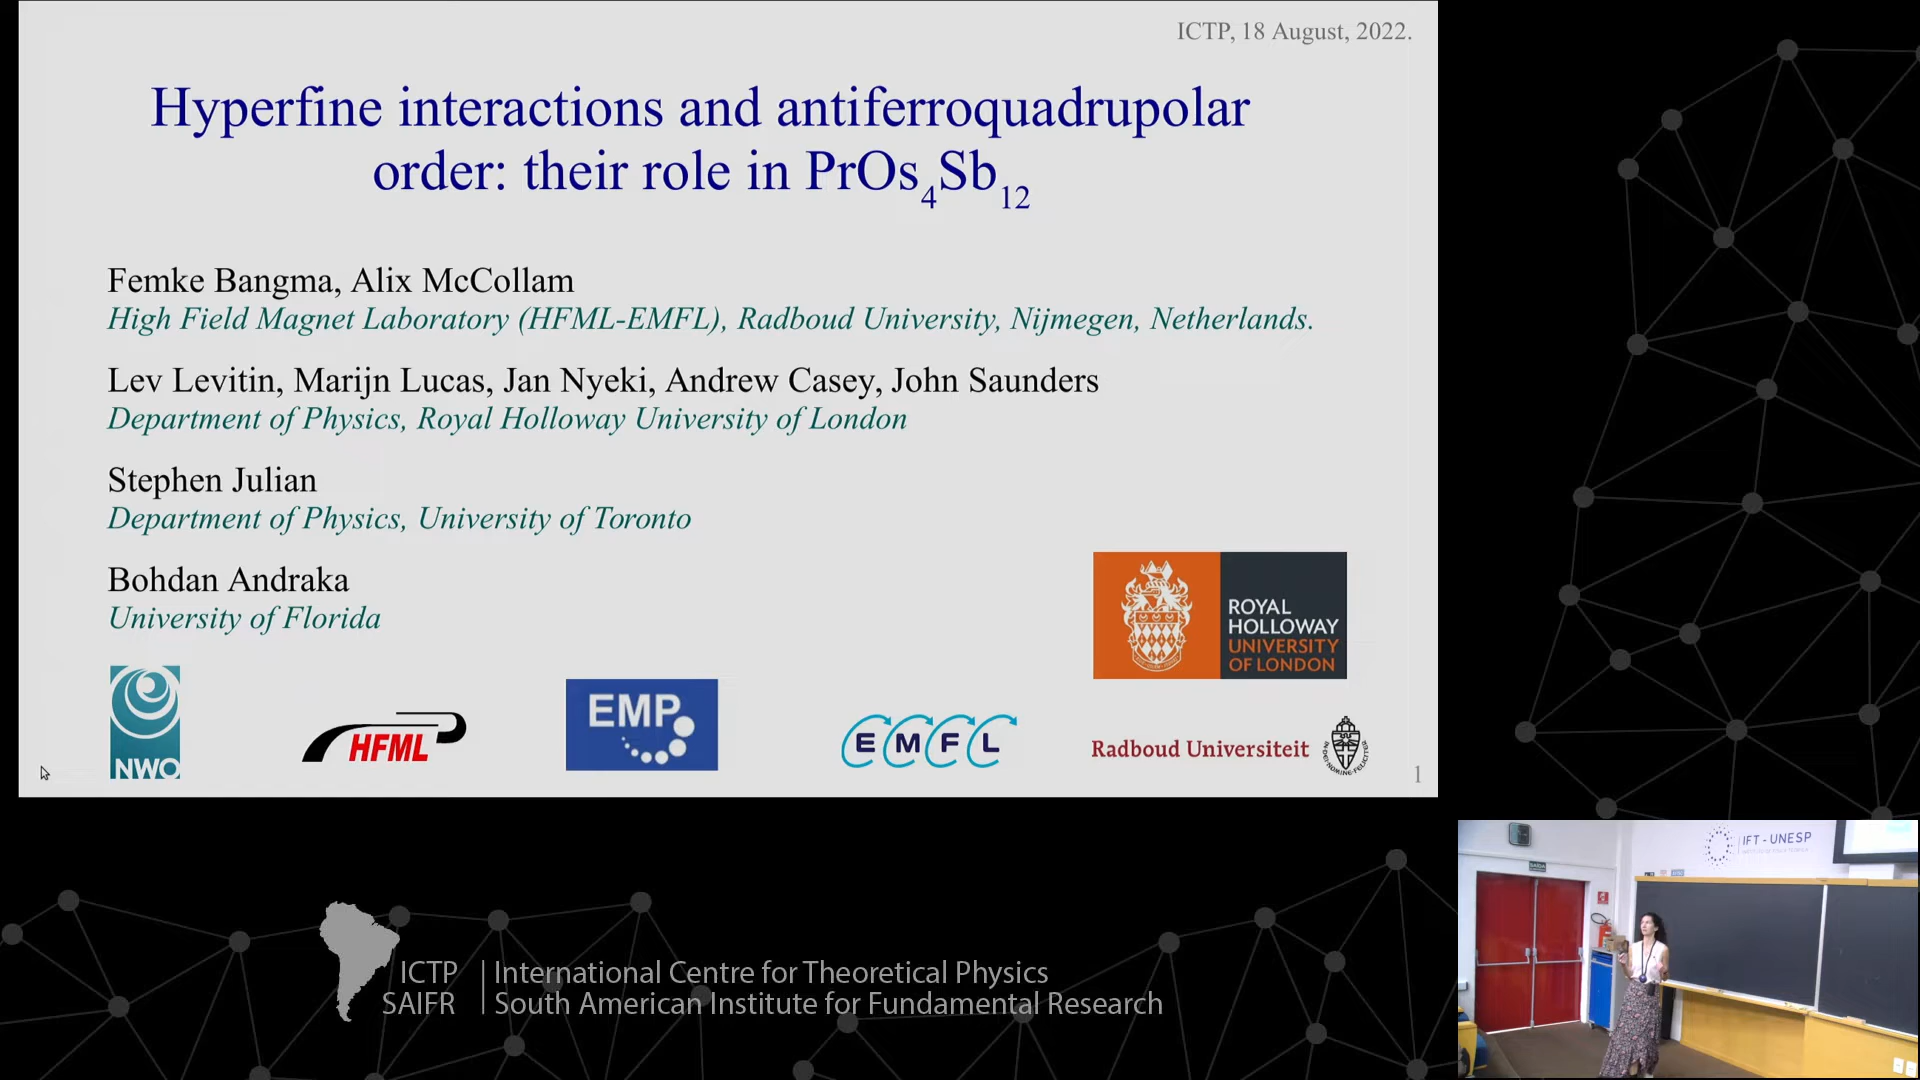 ICTP, 18 August, 2022.
Hyperfine interactions and antiferroquadrupolar
order: their role in PrOs4Sb12
Femke Bangma, Alix McCollam
High Field Magnet Laboratory (HFML-EMFL), Radboud University, Nijmegen, Netherlands.
Lev Levitin, Marijn Lucas, Jan Nyeki, Andrew Casey, John Saunders
Department of Physics, Royal Holloway University of London
Stephen Julian
Department of Physics, University of Toronto
Bohdan Andraka
University of Florida
ROYAL
HOLLOWAY
UNIVERSITY
OF LONDON
NWO
HFML
EMP
EMFL
Radboud Universiteit
1
IFT - UNESP
ICTP
SAIFR
International Centre for Theoretical Physics
South American Institute for Fundamental Research